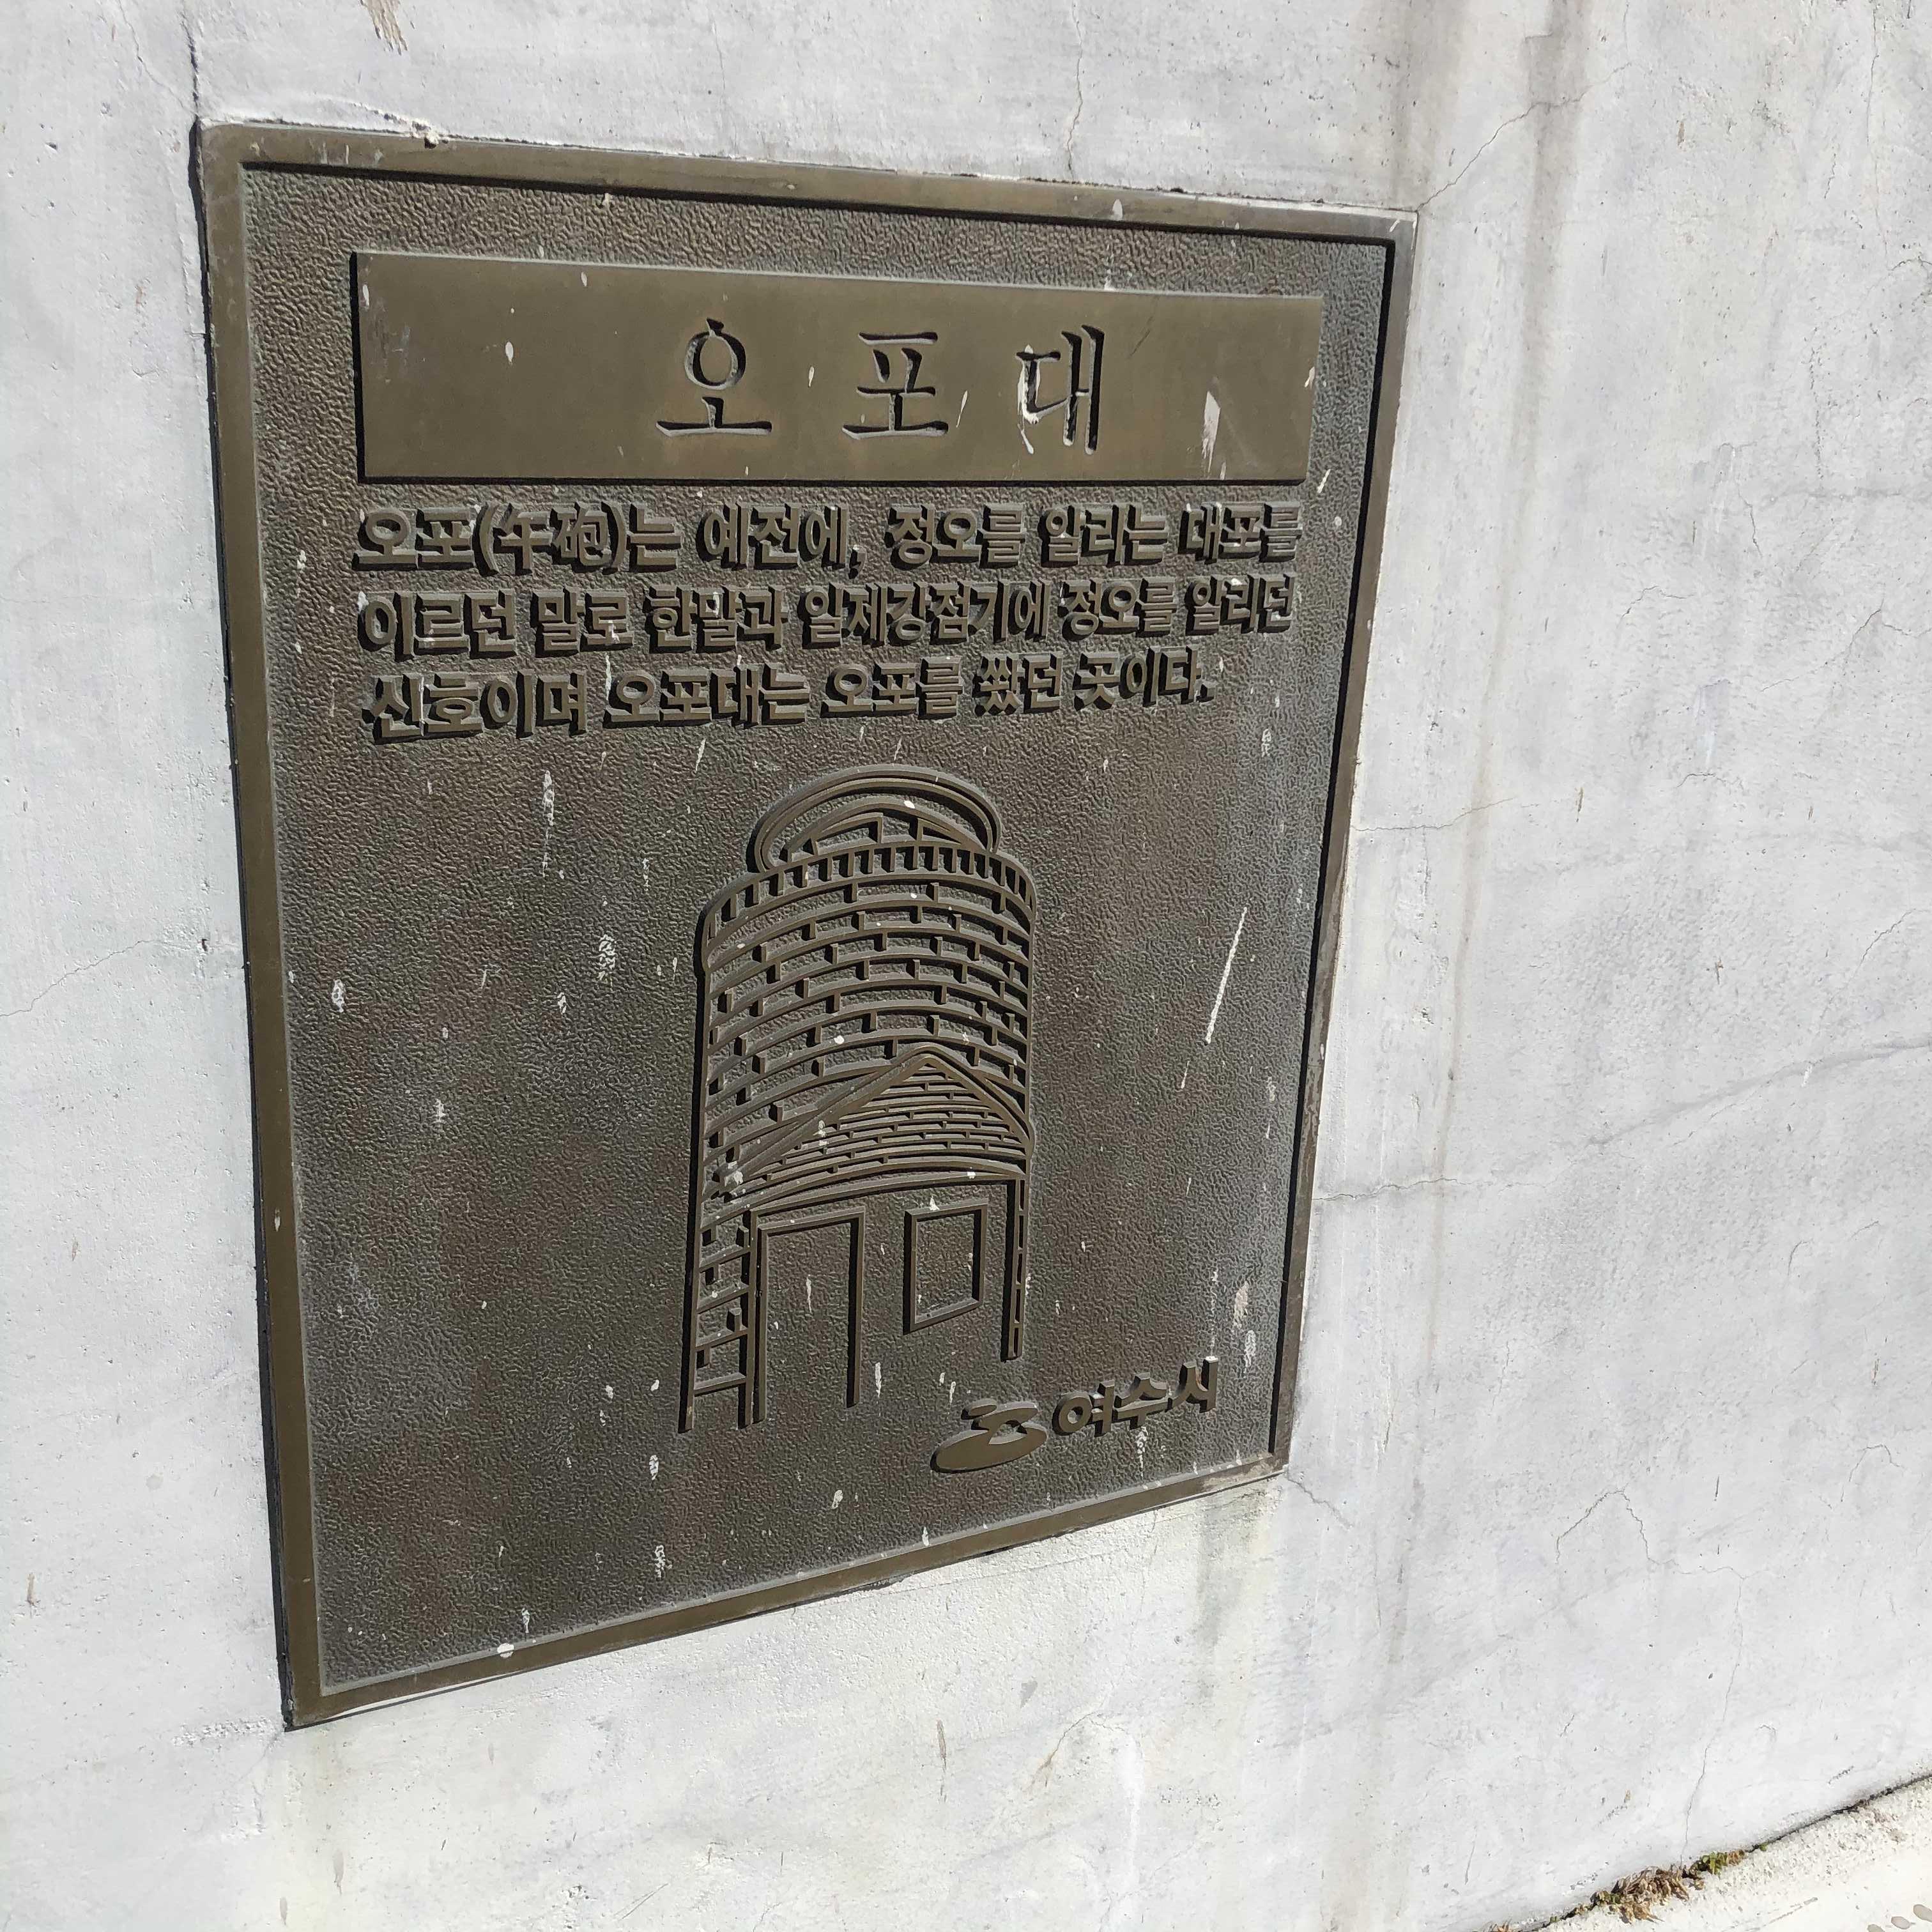 오포대
오포(午砲)는 예전에, 정오를 알리는 대포를
이르던 말로 한말과 일제강점기에 정오를 알리던
신호이며 오포대는 오포를 쐈던 곳이다.
여수시